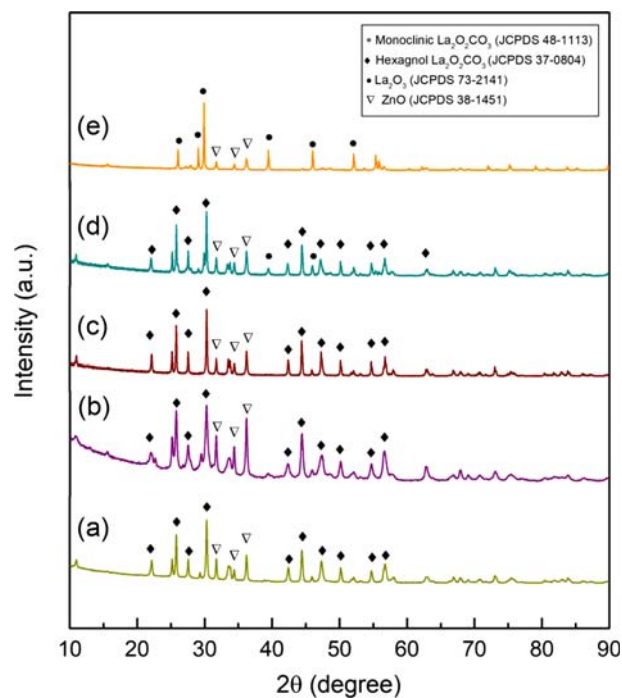 * Monoclinic La₂O₂CO₃ (JCPDS 48-1113)
♦ Hexagnol La₂O₂CO₃ (JCPDS 37-0804)
• La₂O₃ (JCPDS 73-2141)
▽ ZnO (JCPDS 38-1451)
(e)
(d)
(c)
(b)
(a)
Intensity (a.u.)
10 20 30 40 50 60 70 80 90
2θ (degree)